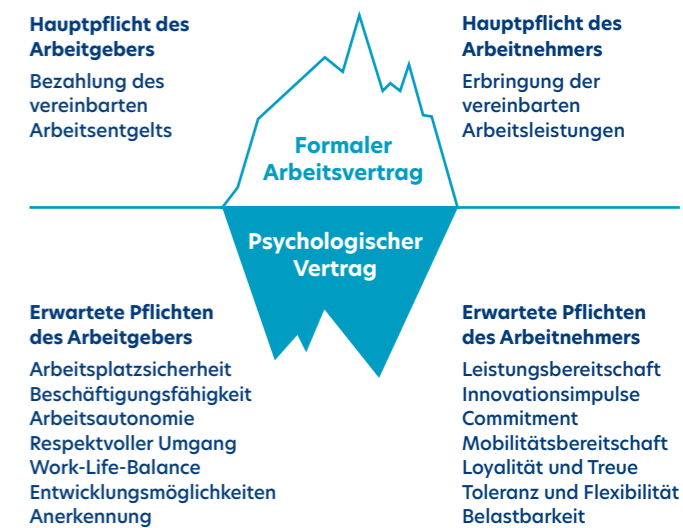 Hauptpflicht des
Arbeitgebers
Bezahlung des
vereinbarten
Arbeitsentgelts
Hauptpflicht des
Arbeitnehmers
Erbringung der
vereinbarten
Arbeitsleistungen
Formaler
Arbeitsvertrag
Psychologischer
Vertrag
Erwartete Pflichten
des Arbeitgebers
Arbeitsplatzsicherheit
Beschäftigungsfähigkeit
Arbeitsautonomie
Respektvoller Umgang
Work-Life-Balance
Entwicklungsmöglichkeiten
Anerkennung
Erwartete Pflichten
des Arbeitnehmers
Leistungsbereitschaft
Innovationsimpulse
Commitment
Mobilitätsbereitschaft
Loyalität und Treue
Toleranz und Flexibilität
Belastbarkeit